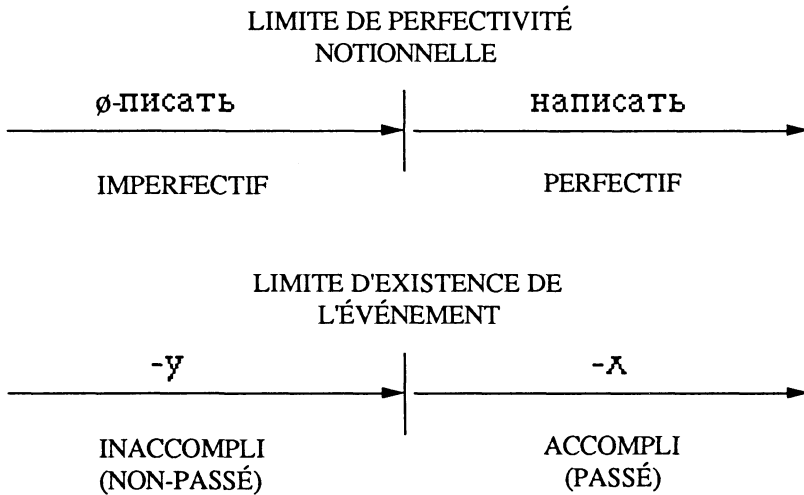 LIMITE DE PERFECTIVITÉ
NOTIONNELLE
ø-писать написать
IMPERFECTIF PERFECTIF
LIMITE D'EXISTENCE DE
L'ÉVÉNEMENT
-у -л
INACCOMPLI ACCOMPLI
(NON-PASSÉ) (PASSÉ)